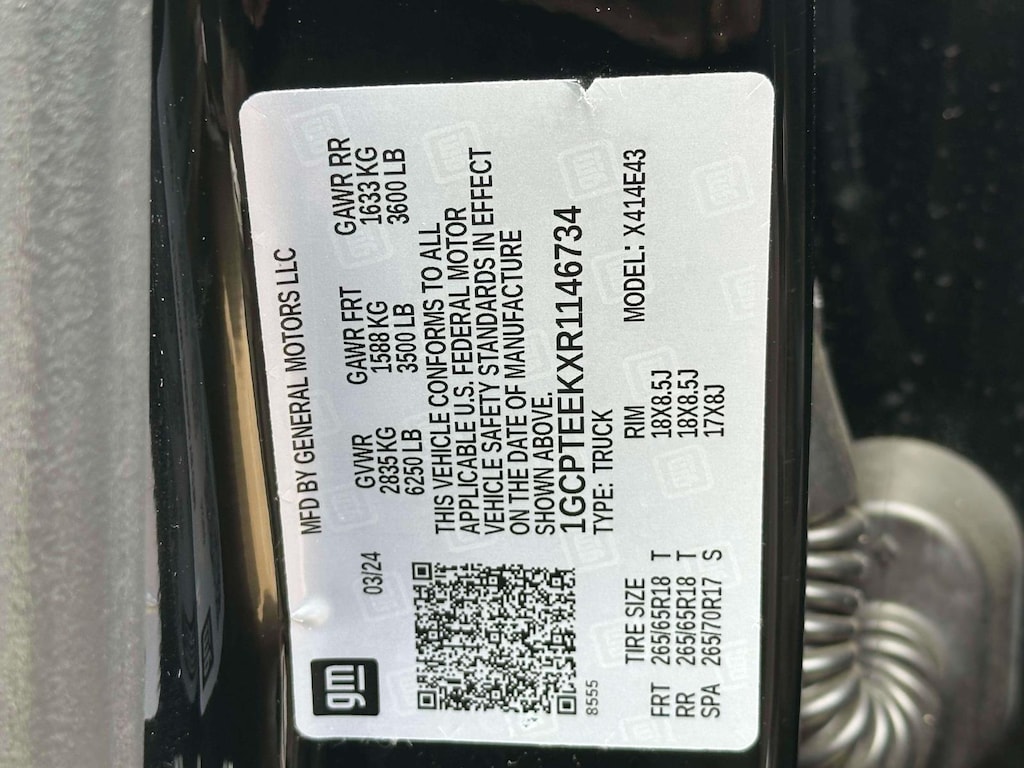 gm
03/24
MFD BY GENERAL MOTORS LLC
GVWR GAWR FRT GAWR RR
2835 KG 1588 KG 1633 KG
6250 LB 3500 LB 3600 LB
THIS VEHICLE CONFORMS TO ALL
APPLICABLE U.S. FEDERAL MOTOR
VEHICLE SAFETY STANDARDS IN EFFECT
ON THE DATE OF MANUFACTURE
SHOWN ABOVE.
1GCPTEEKXR1146734
TYPE: TRUCK MODEL: X414E43
8555
TIRE SIZE RIM
FRT 265/65R18 T 18X8.5J
RR 265/65R18 T 18X8.5J
SPA 265/70R17 S 17X8J